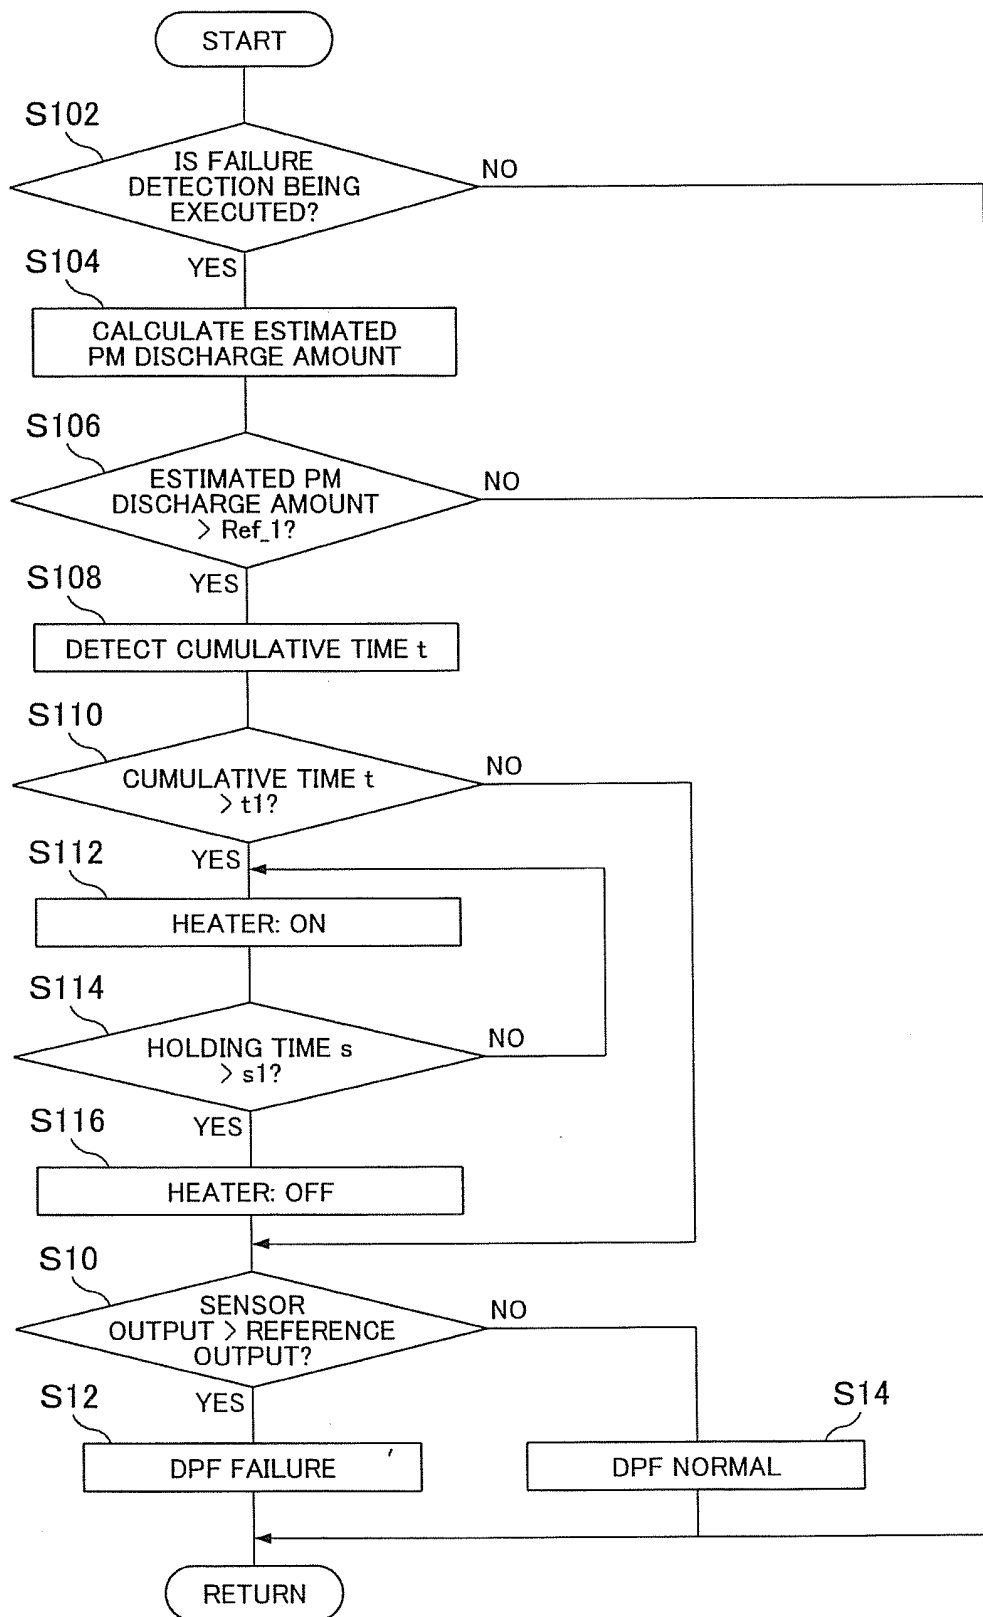 START
S102
IS FAILURE
DETECTION BEING
EXECUTED?
NO
YES
S104
CALCULATE ESTIMATED
PM DISCHARGE AMOUNT
S106
ESTIMATED PM
DISCHARGE AMOUNT
> Ref_1?
NO
YES
S108
DETECT CUMULATIVE TIME t
S110
CUMULATIVE TIME t
> t1?
NO
YES
S112
HEATER: ON
S114
HOLDING TIME s
> s1?
NO
YES
S116
HEATER: OFF
S10
SENSOR
OUTPUT > REFERENCE
OUTPUT?
NO
YES
S12
DPF FAILURE
S14
DPF NORMAL
RETURN